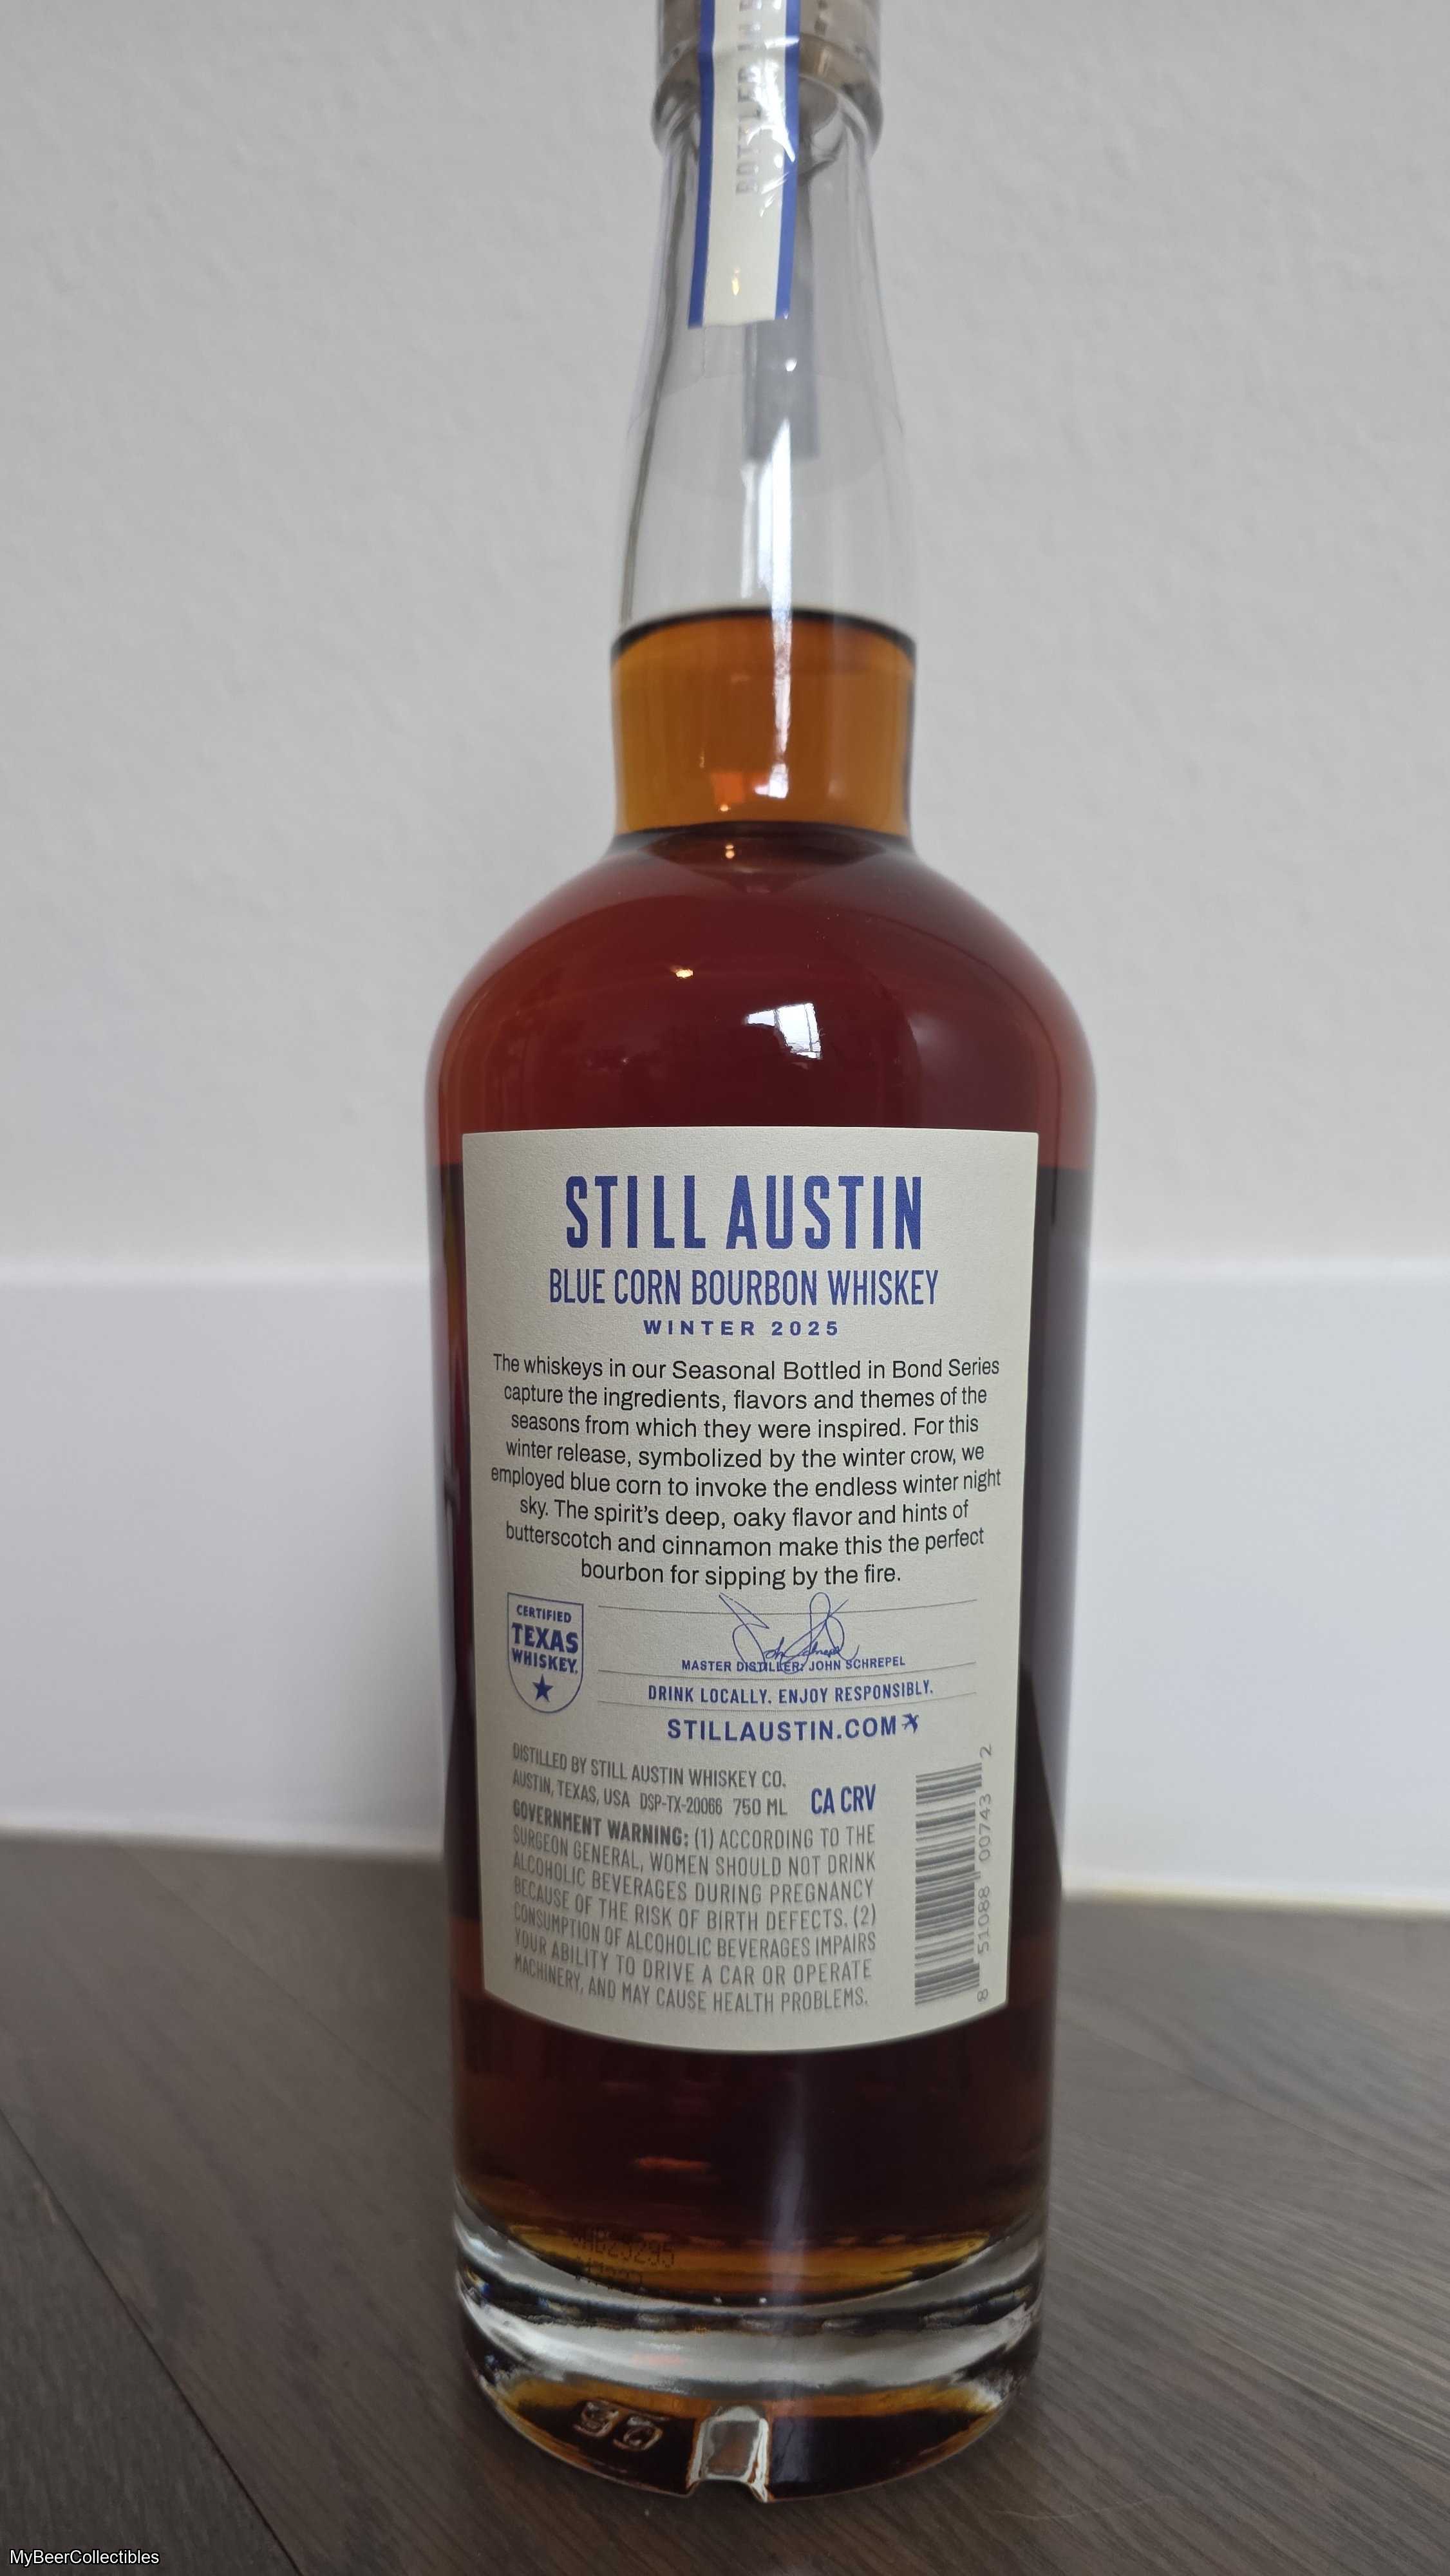 BOTTLED IN
STILL AUSTIN
BLUE CORN BOURBON WHISKEY
WINTER 2025
The whiskeys in our Seasonal Bottled in Bond Series
capture the ingredients, flavors and themes of the
seasons from which they were inspired. For this
winter release, symbolized by the winter crow, we
employed blue corn to invoke the endless winter night
sky. The spirit's deep, oaky flavor and hints of
butterscotch and cinnamon make this the perfect
bourbon for sipping by the fire.
CERTIFIED
TEXAS
WHISKEY.
MASTER DISTILLER: JOHN SCHREPEL
DRINK LOCALLY. ENJOY RESPONSIBLY.
STILLAUSTIN.COM
DISTILLED BY STILL AUSTIN WHISKEY CO.
AUSTIN, TEXAS, USA DSP-TX-20066 750 ML
CA CRV
GOVERNMENT WARNING: (1) ACCORDING TO THE
SURGEON GENERAL, WOMEN SHOULD NOT DRINK
ALCOHOLIC BEVERAGES DURING PREGNANCY
BECAUSE OF THE RISK OF BIRTH DEFECTS. (2)
CONSUMPTION OF ALCOHOLIC BEVERAGES IMPAIRS
YOUR ABILITY TO DRIVE A CAR OR OPERATE
MACHINERY, AND MAY CAUSE HEALTH PROBLEMS.
8 51088 00743 2
MyBeerCollectibles